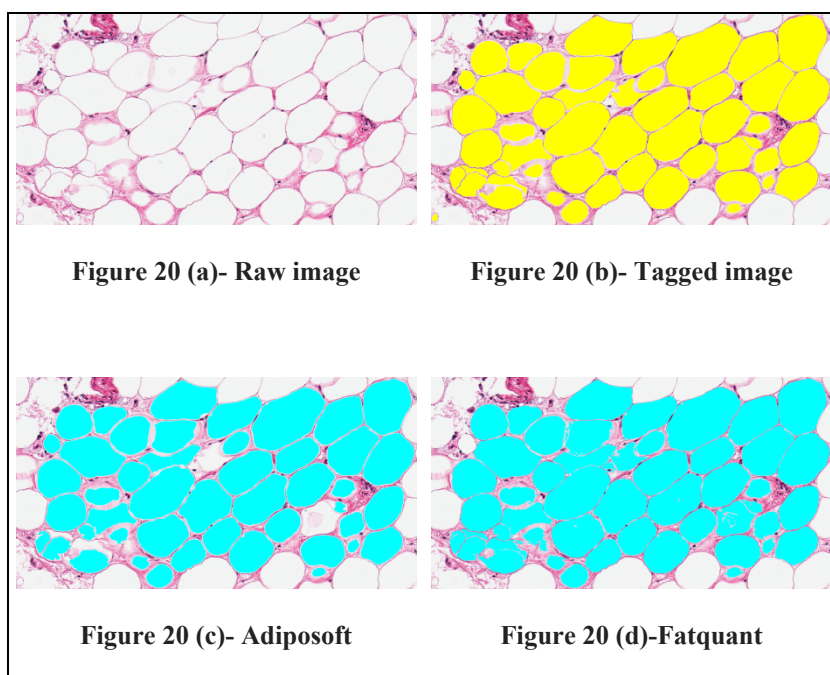 Figure 20 (a)- Raw image
Figure 20 (b)- Tagged image
Figure 20 (c)- Adiposoft
Figure 20 (d)-Fatquant